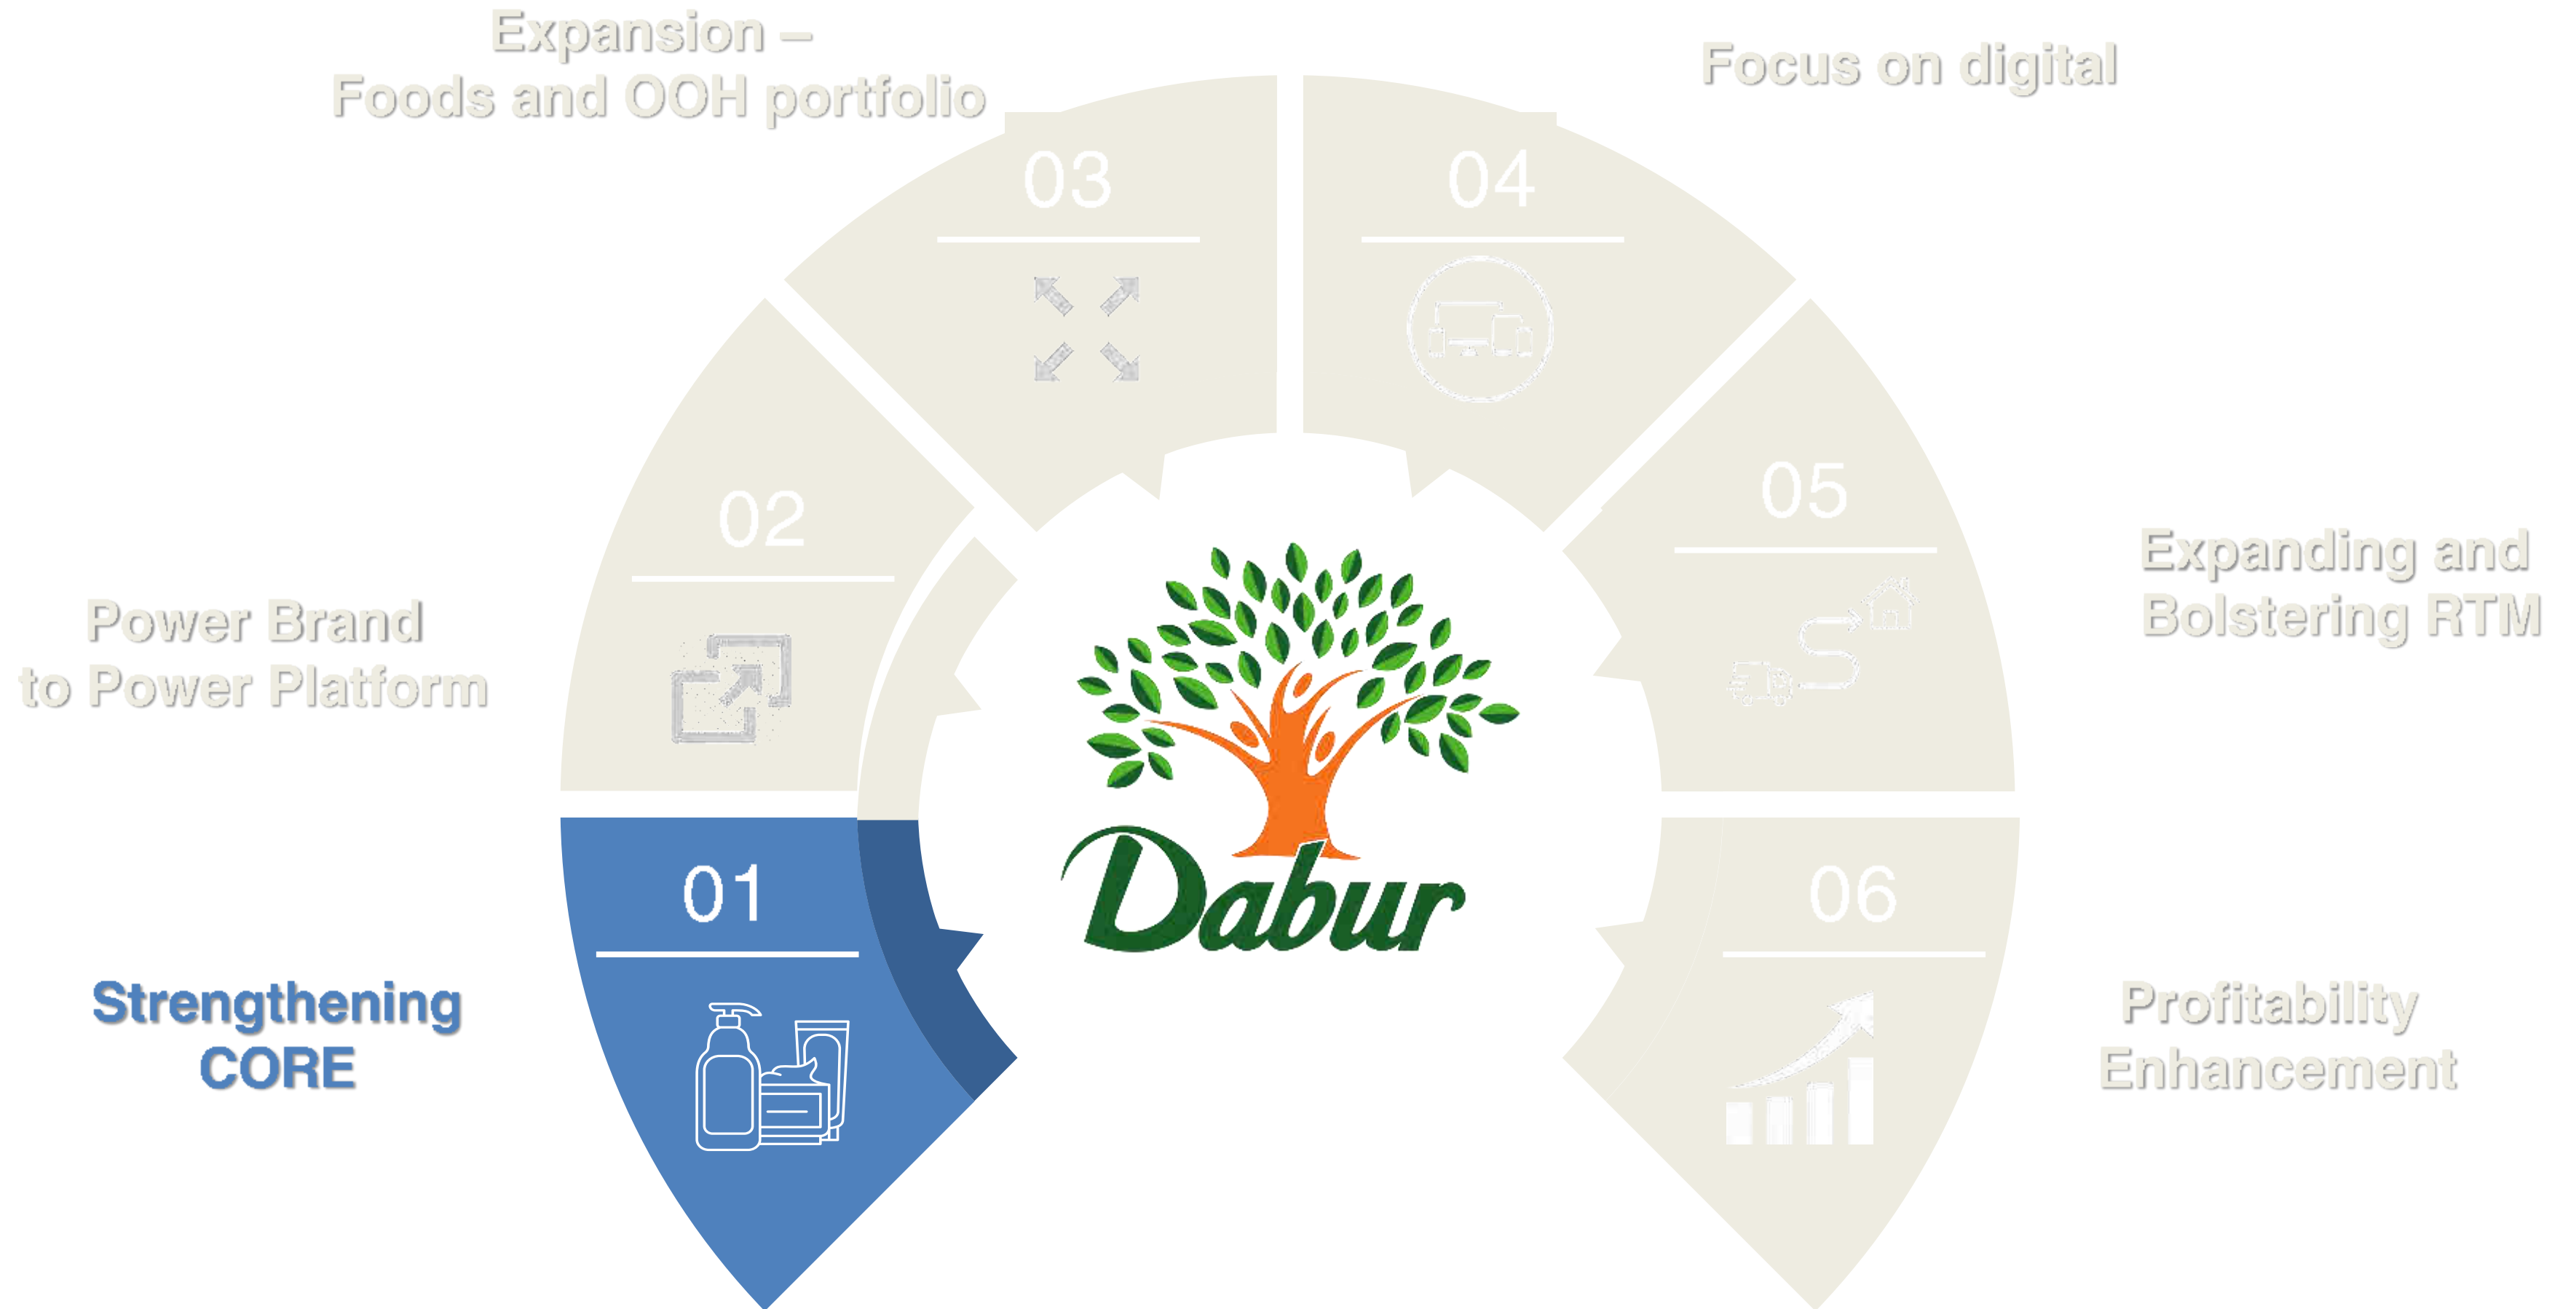 Expansion –
Foods and OOH portfolio
Focus on digital
03
04
02
05
Power Brand
to Power Platform
Expanding and
Bolstering RTM
Dabur
01
06
Strengthening
CORE
Profitability
Enhancement